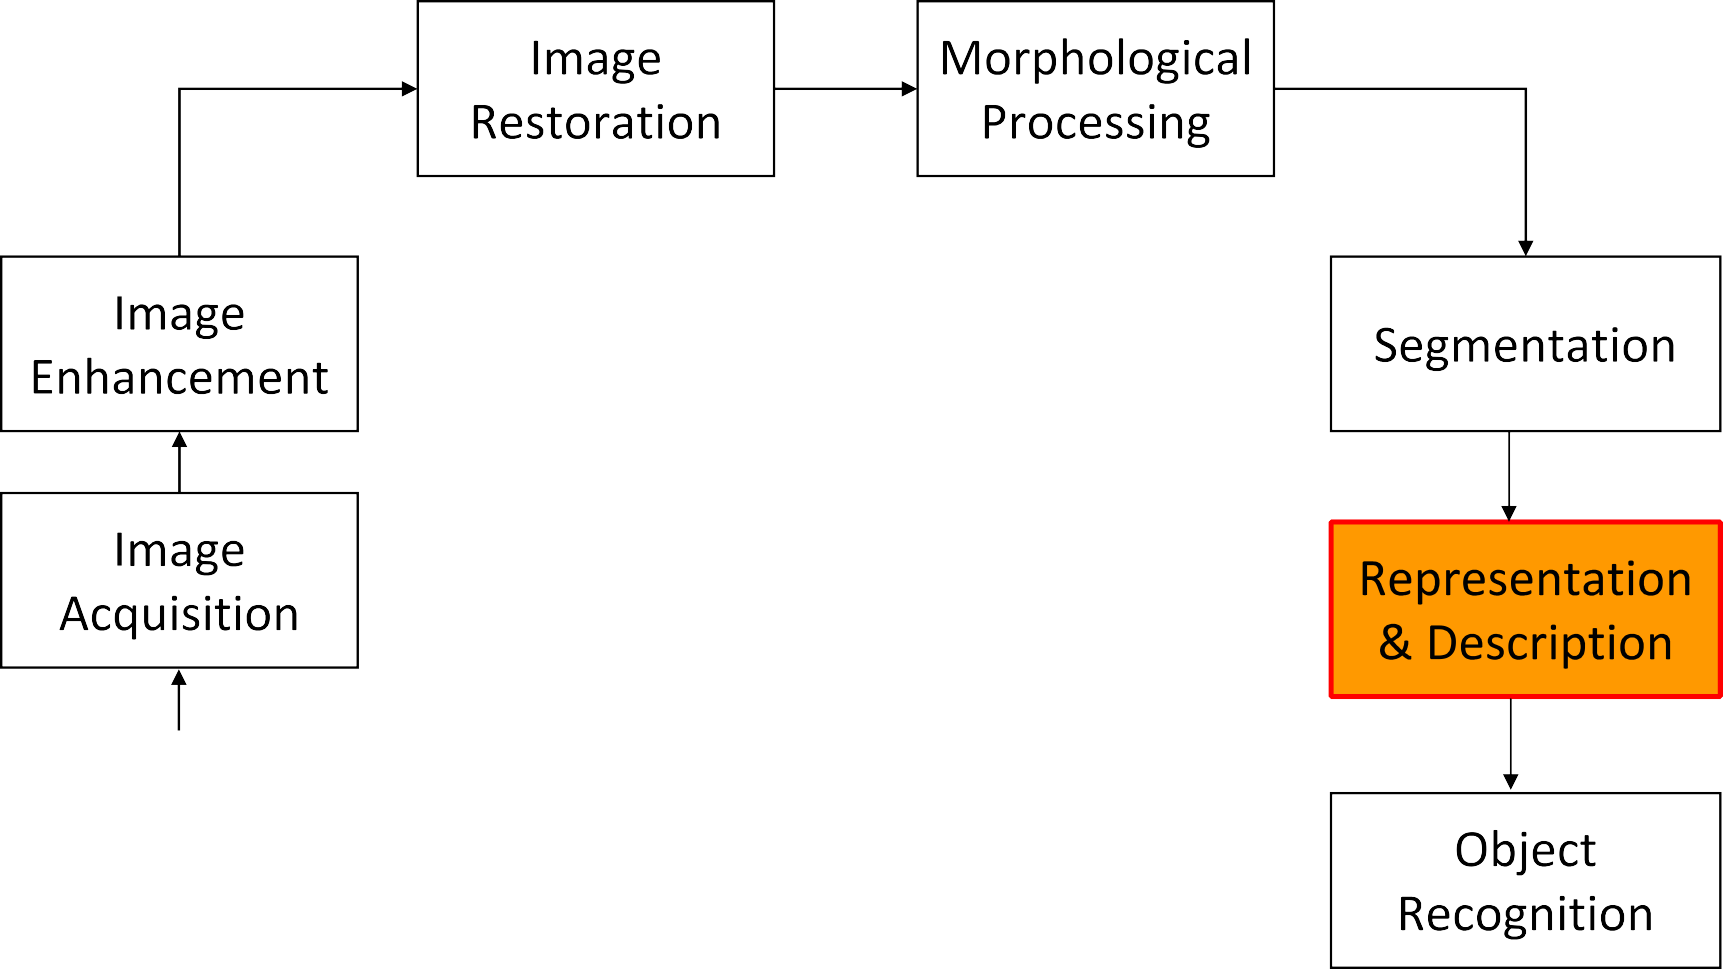 Image
Restoration
Morphological
Processing
Image
Enhancement
Segmentation
Image
Acquisition
Representation
& Description
Object
Recognition